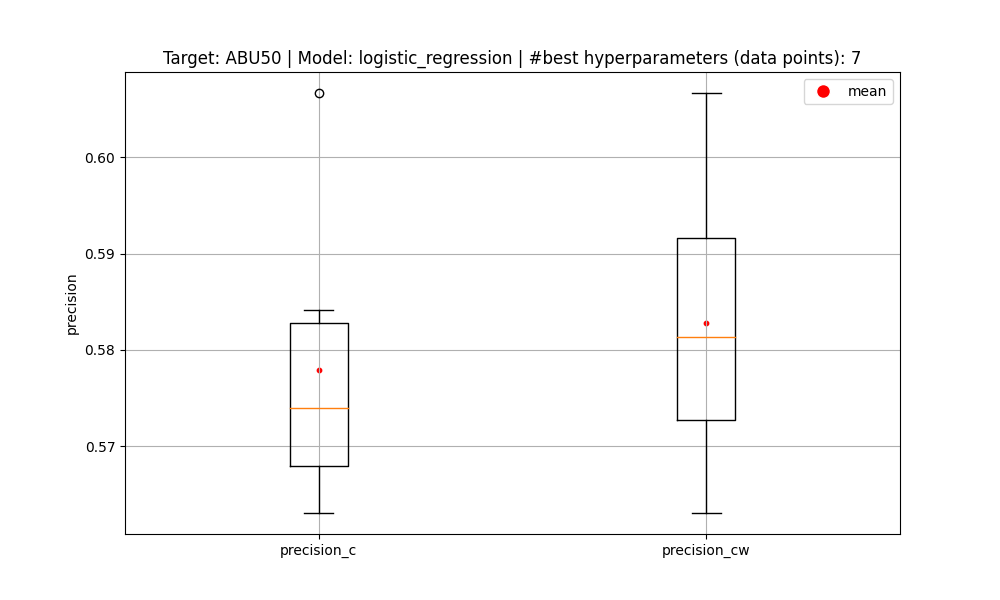 Target: ABU50 | Model: logistic_regression | #best hyperparameters (data points): 7
mean
0.60
0.59
0.58
0.57
precision
precision_c
precision_cw